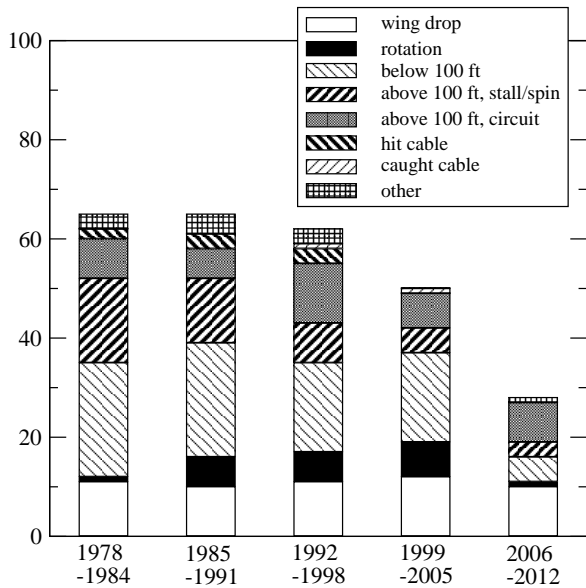 wing drop
rotation
below 100 ft
above 100 ft, stall/spin
above 100 ft, circuit
hit cable
caught cable
other
100
80
60
40
20
0
1978
-1984
1985
-1991
1992
-1998
1999
-2005
2006
-2012